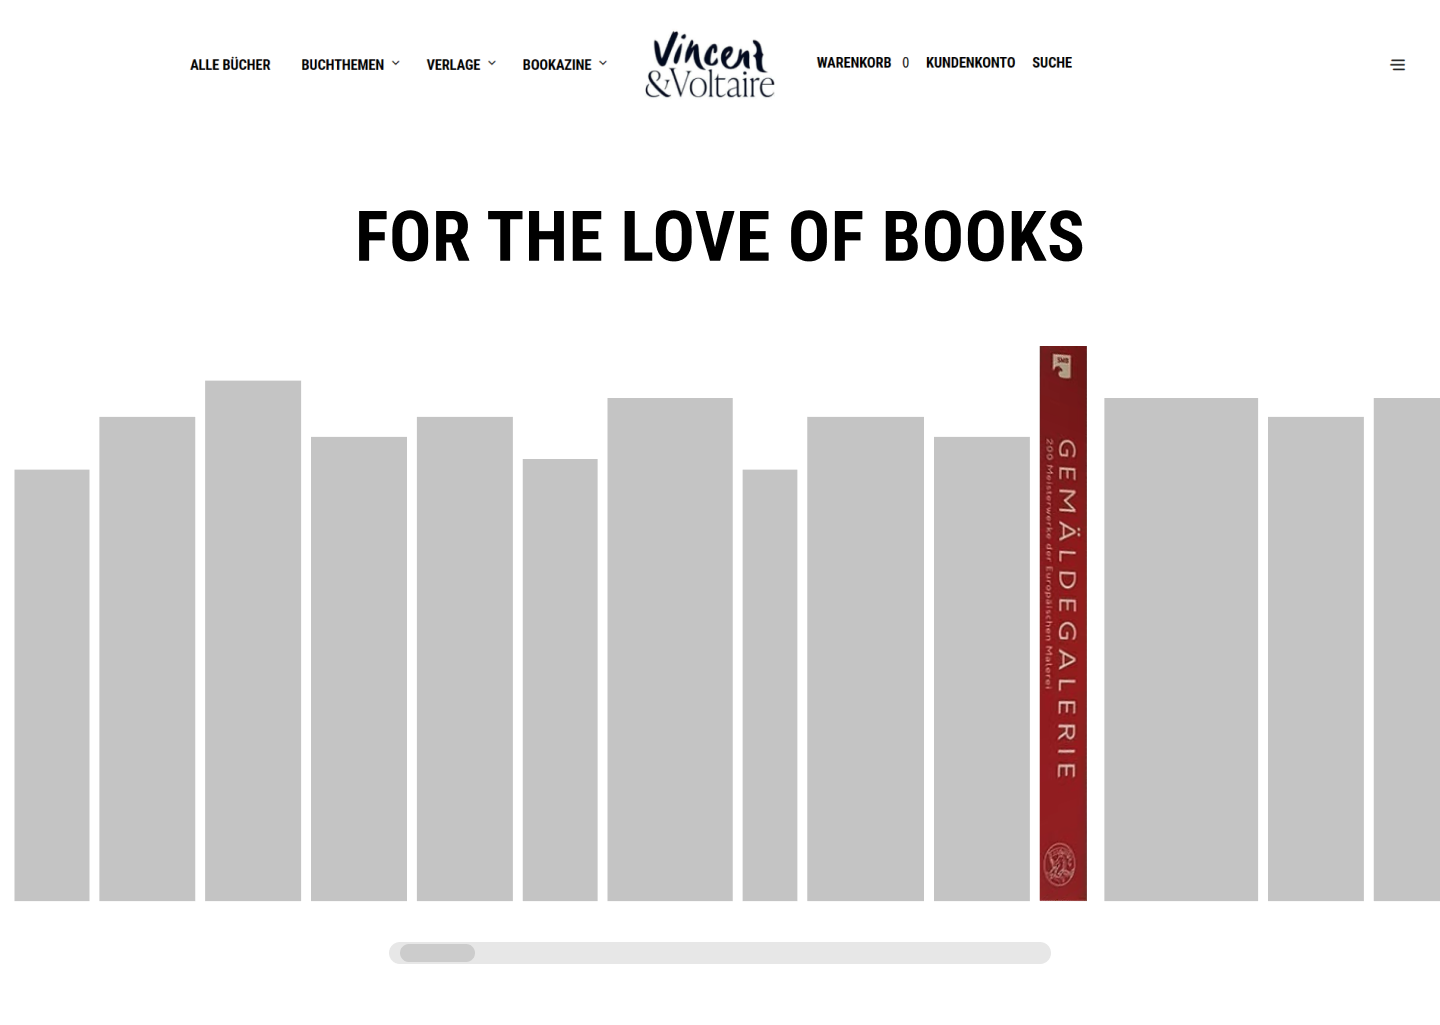 ALLE BÜCHER
BUCHTHEMEN
VERLAGE
BOOKAZINE
Vincent
&Voltaire
WARENKORB 0
KUNDENKONTO
SUCHE
FOR THE LOVE OF BOOKS
SMB
GEMÄLDEGALERIE
200 Meisterwerke der Europäischen Malerei